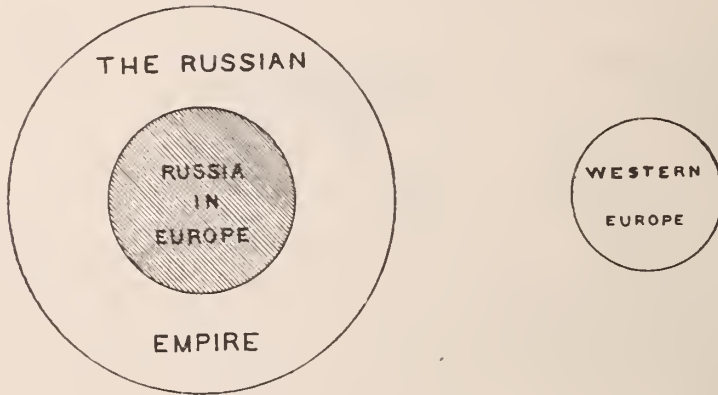 THE RUSSIAN
RUSSIA
IN
EUROPE
EMPIRE
WESTERN
EUROPE